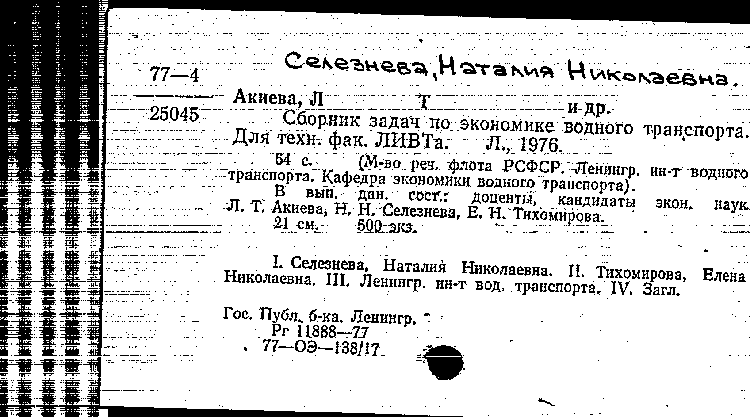 Селезнева, Наталия Николаевна.
77—4
25045
Акиева, Л Т и др.
Сборник задач по экономике водного транспорта.
Для техн. фак. ЛИВТа. Л., 1976.
64 с. (М-во реч. флота РСФСР. Ленингр. ин-т водного
транспорта. Кафедра экономики водного транспорта).
В вып. дан. сост.: доценты, кандидаты экон. наук
Л. Т. Акиева, Н. Н. Селезнева, Е. Н. Тихомирова.
21 см. 500 экз.
I. Селезнева, Наталия Николаевна. II. Тихомирова, Елена
Николаевна. III. Ленингр. ин-т вод. транспорта. IV. Загл.
Гос. Публ. б-ка. Ленингр.
Рг 11888—77
77—ОЭ—138/17